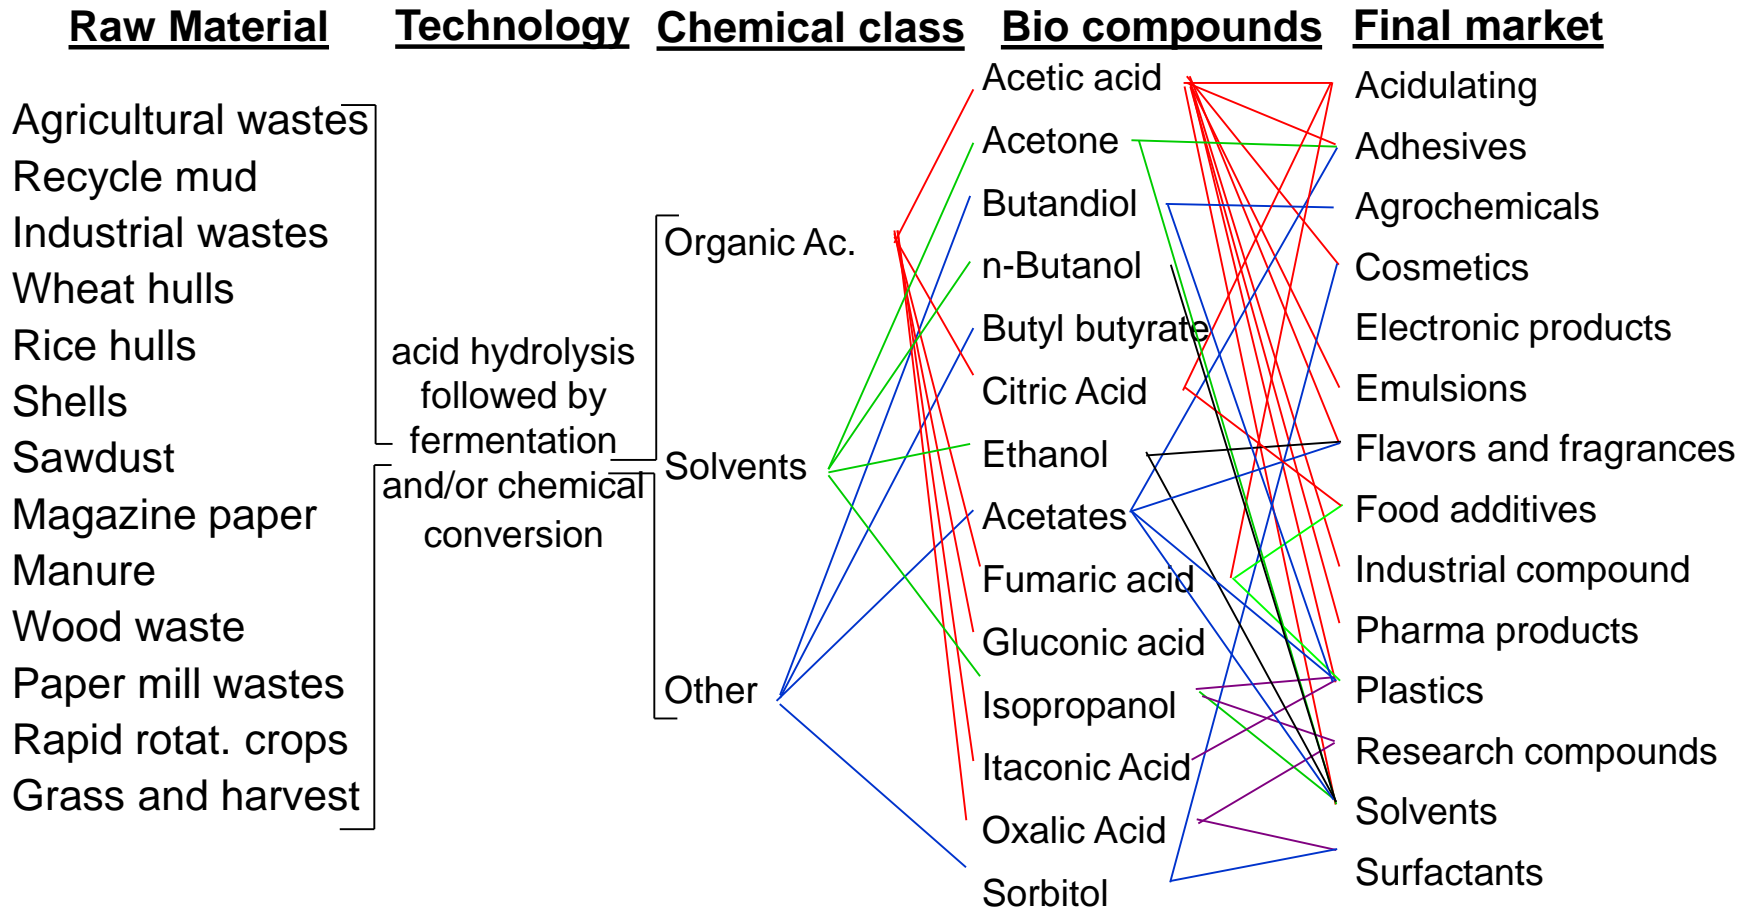 Raw Material
Technology
Chemical class
Bio compounds
Final market
Agricultural wastes
Recycle mud
Industrial wastes
Wheat hulls
Rice hulls
Shells
Sawdust
Magazine paper
Manure
Wood waste
Paper mill wastes
Rapid rotat. crops
Grass and harvest
acid hydrolysis
followed by
fermentation
and/or chemical
conversion
Organic Ac.
Solvents
Other
Acetic acid
Acetone
Butandiol
n-Butanol
Butyl butyrate
Citric Acid
Ethanol
Acetates
Fumaric acid
Gluconic acid
Isopropanol
Itaconic Acid
Oxalic Acid
Sorbitol
Acidulating
Adhesives
Agrochemicals
Cosmetics
Electronic products
Emulsions
Flavors and fragrances
Food additives
Industrial compound
Pharma products
Plastics
Research compounds
Solvents
Surfactants